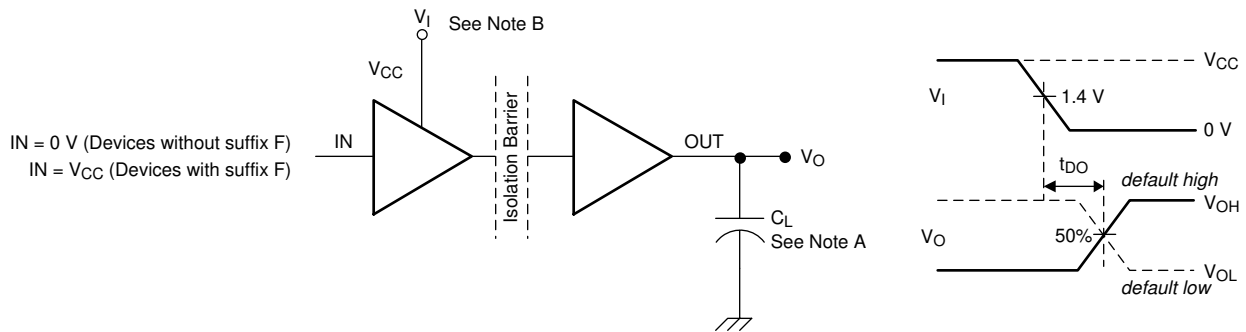 V_I
See Note B
V_CC
IN = 0 V (Devices without suffix F)
IN = V_CC (Devices with suffix F)
IN
Isolation Barrier
OUT
V_O
C_L
See Note A
V_CC
V_I
1.4 V
0 V
t_DO
default high
V_OH
V_O
50%
V_OL
default low